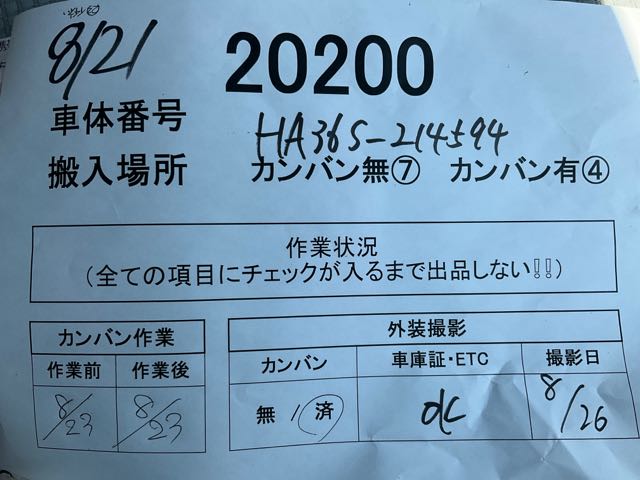 8/21
20200
車体番号 HA36S-214594
搬入場所 カンバン無⑦ カンバン有④
作業状況
(全ての項目にチェックが入るまで出品しない!!)
カンバン作業
作業前 作業後
8/23 8/23
外装撮影
カンバン 車庫証・ETC 撮影日
無 / 済 OK 8/26